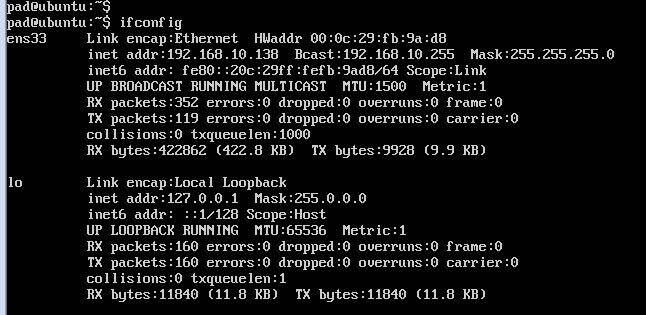 pad@ubuntu:~$
pad@ubuntu:~$ ifconfig
ens33     Link encap:Ethernet  HWaddr 00:0c:29:fb:9a:d8
          inet addr:192.168.10.138  Bcast:192.168.10.255  Mask:255.255.255.0
          inet6 addr: fe80::20c:29ff:fefb:9ad8/64 Scope:Link
          UP BROADCAST RUNNING MULTICAST  MTU:1500  Metric:1
          RX packets:352 errors:0 dropped:0 overruns:0 frame:0
          TX packets:119 errors:0 dropped:0 overruns:0 carrier:0
          collisions:0 txqueuelen:1000
          RX bytes:422862 (422.8 KB)  TX bytes:9928 (9.9 KB)
lo        Link encap:Local Loopback
          inet addr:127.0.0.1  Mask:255.0.0.0
          inet6 addr: ::1/128 Scope:Host
          UP LOOPBACK RUNNING  MTU:65536  Metric:1
          RX packets:160 errors:0 dropped:0 overruns:0 frame:0
          TX packets:160 errors:0 dropped:0 overruns:0 carrier:0
          collisions:0 txqueuelen:1
          RX bytes:11840 (11.8 KB)  TX bytes:11840 (11.8 KB)